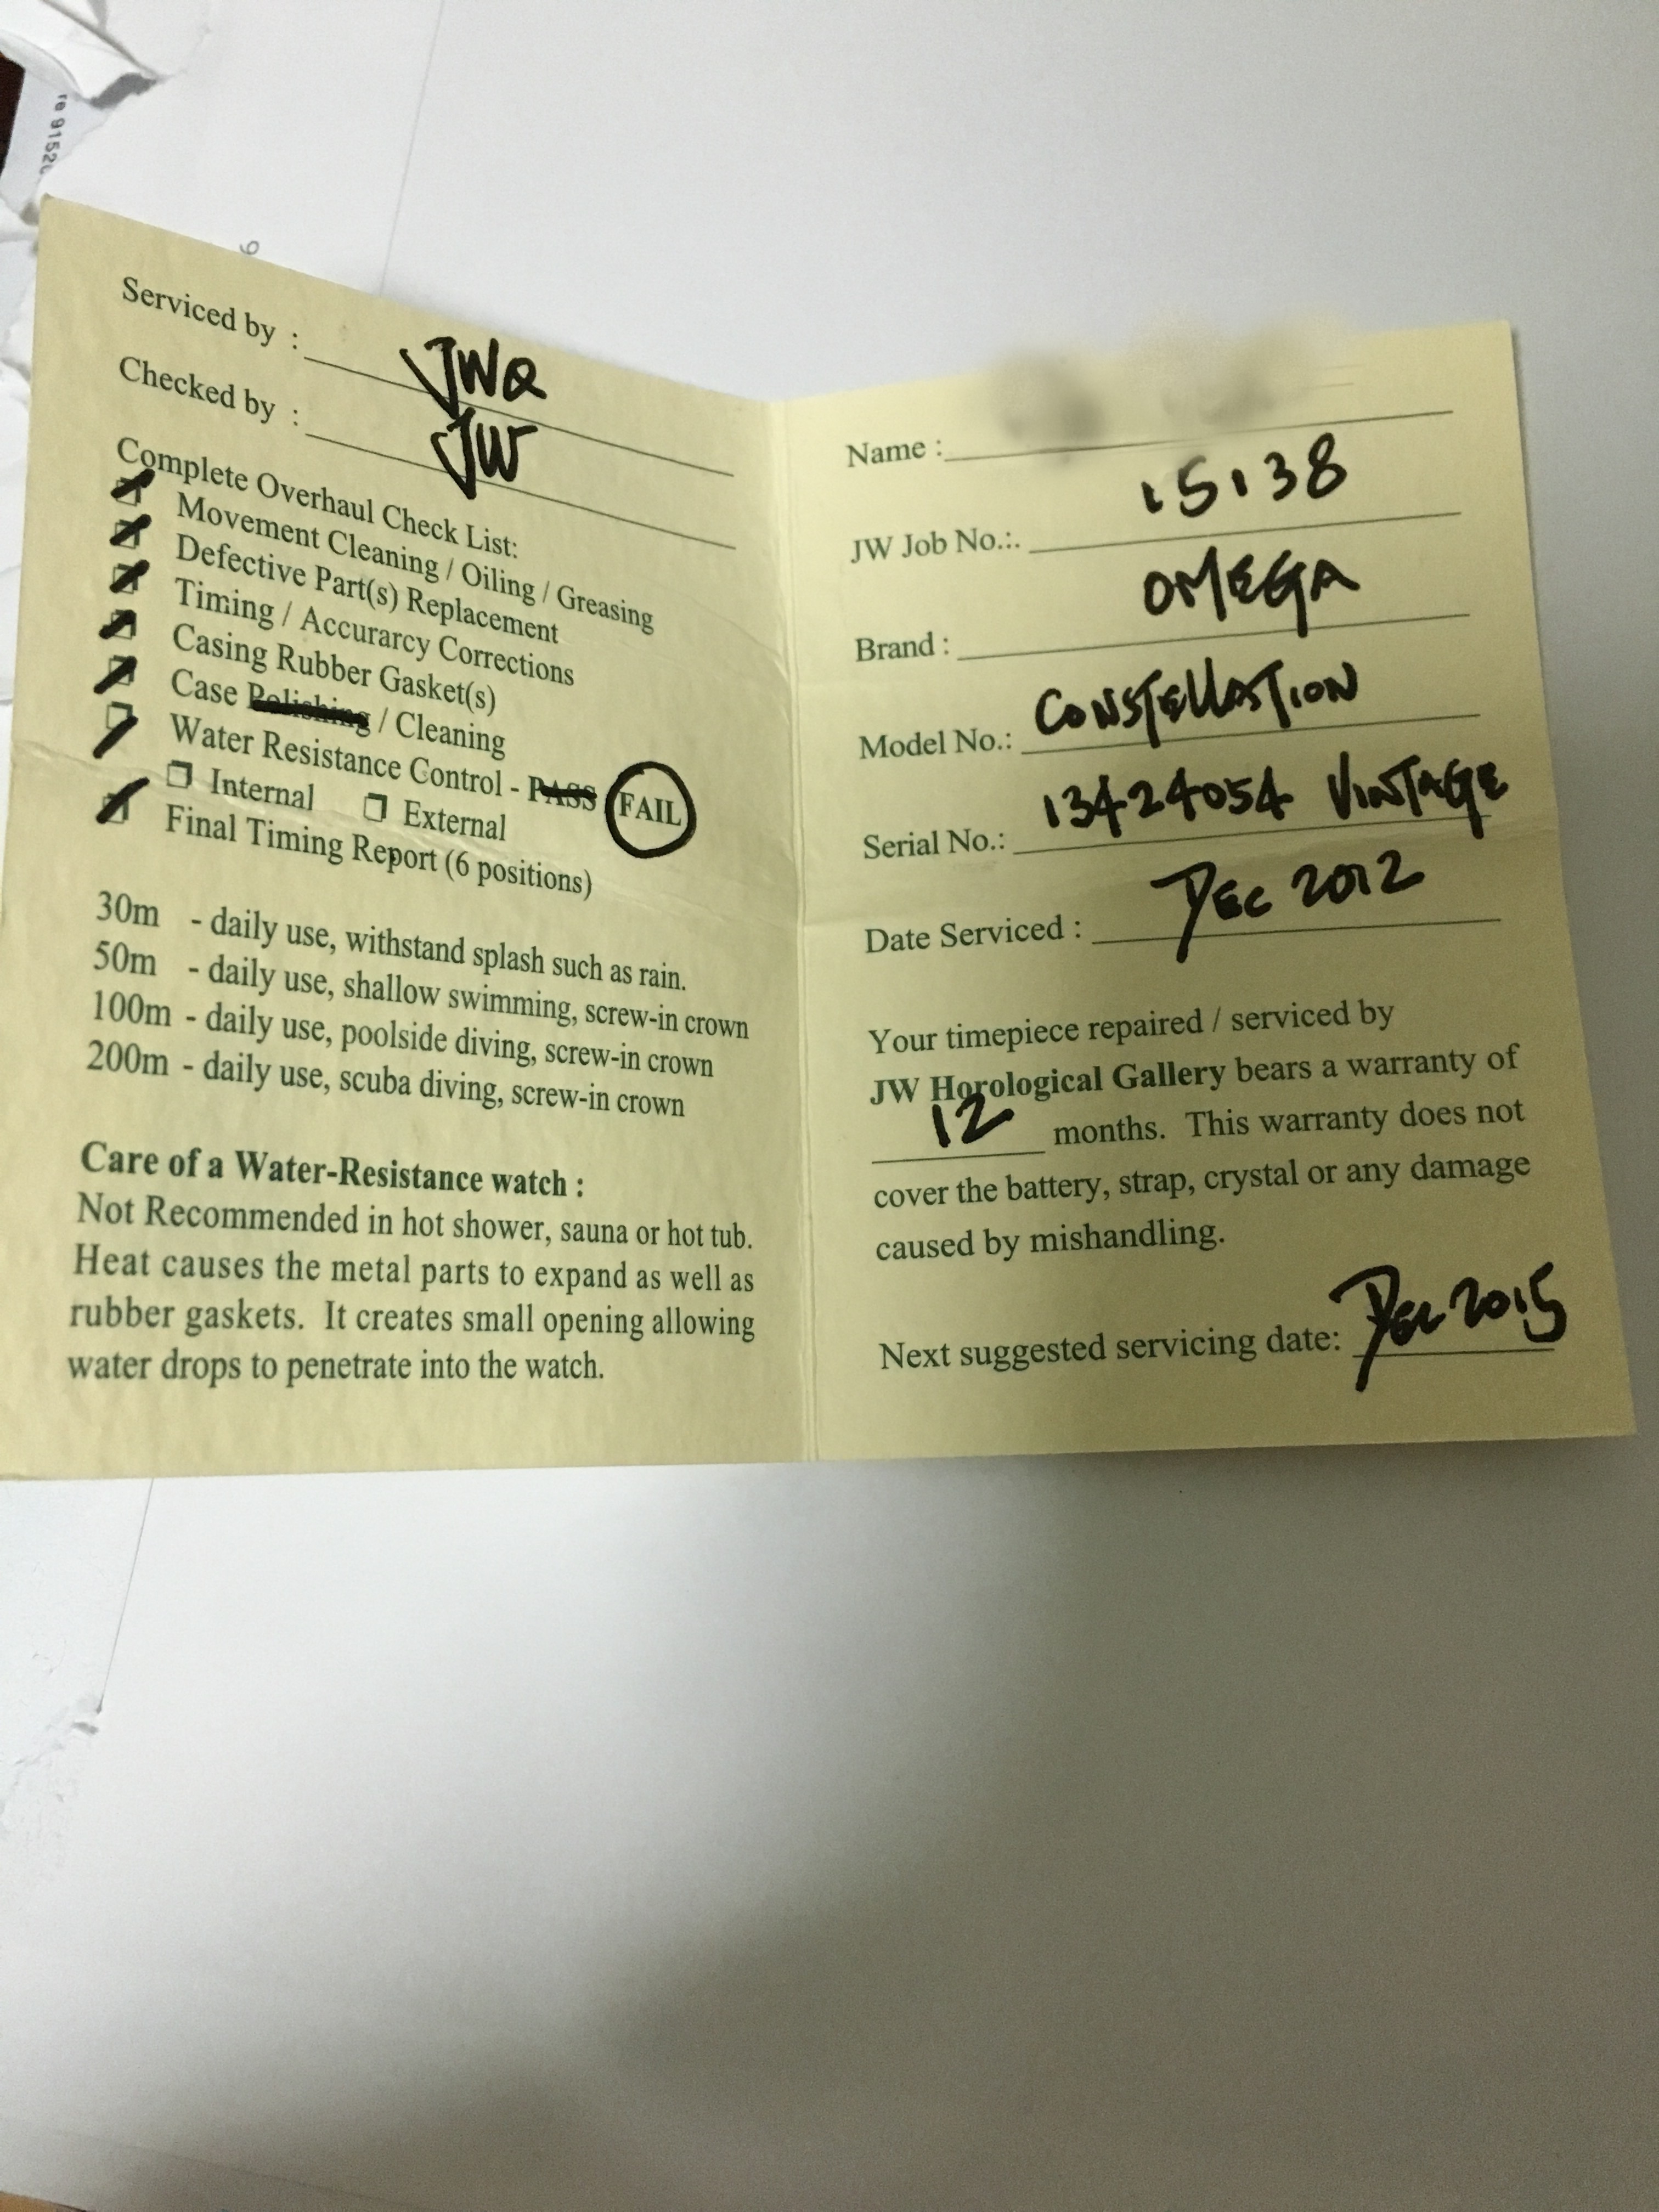 re 9152
9
Serviced by : JWQ
Checked by : JW
Complete Overhaul Check List:
Movement Cleaning / Oiling / Greasing
Defective Part(s) Replacement
Timing / Accurarcy Corrections
Casing Rubber Gasket(s)
Case Polishing / Cleaning
Water Resistance Control - PASS FAIL
Internal External
Final Timing Report (6 positions)
30m - daily use, withstand splash such as rain.
50m - daily use, shallow swimming, screw-in crown
100m - daily use, poolside diving, screw-in crown
200m - daily use, scuba diving, screw-in crown
Care of a Water-Resistance watch :
Not Recommended in hot shower, sauna or hot tub.
Heat causes the metal parts to expand as well as
rubber gaskets. It creates small opening allowing
water drops to penetrate into the watch.
Name :
JW Job No.:. 15138
Brand : OMEGA
Model No.: CONSTELLATION
Serial No.: 13424054 VINTAGE
Date Serviced : DEC 2012
Your timepiece repaired / serviced by
JW Horological Gallery bears a warranty of
12 months. This warranty does not
cover the battery, strap, crystal or any damage
caused by mishandling.
Next suggested servicing date: DEC 2015